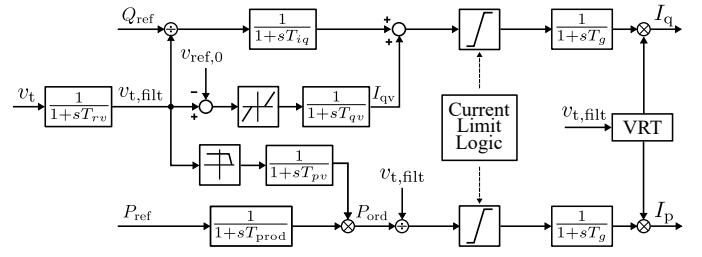 Q_ref
÷
1/(1+sT_iq)
+
+
1/(1+sT_g)
×
I_q
v_ref,0
v_t
1/(1+sT_rv)
v_t,filt
−
+
1/(1+sT_qv)
I_qv
Current
Limit
Logic
v_t,filt
VRT
1/(1+sT_pv)
v_t,filt
P_ref
1/(1+sT_prod)
×
P_ord
÷
1/(1+sT_g)
×
I_p